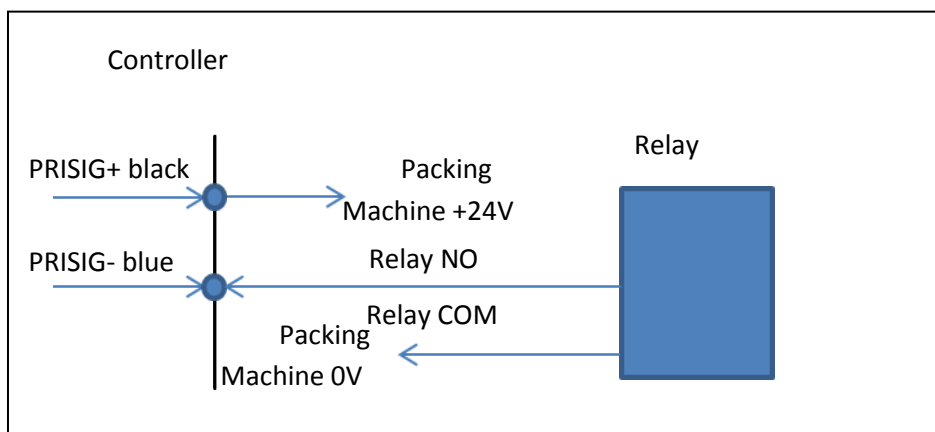 Controller
Relay
PRISIG+ black
Packing
Machine +24V
PRISIG- blue
Relay NO
Relay COM
Packing
Machine 0V